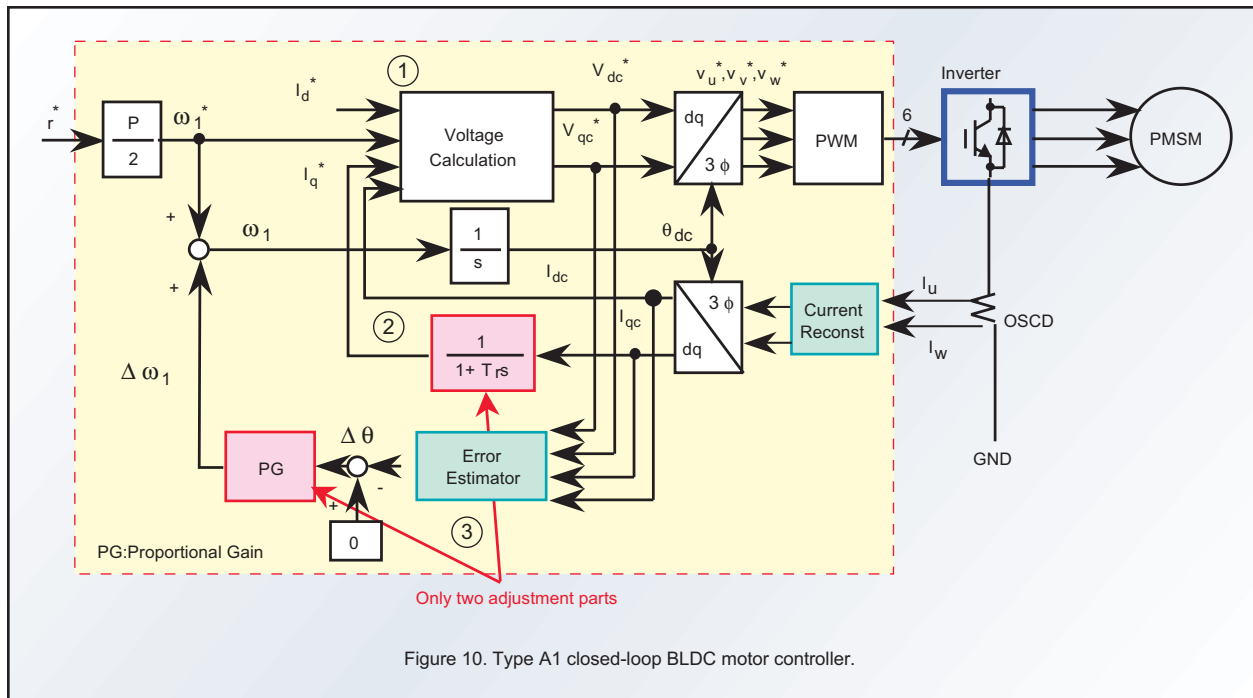 r*
P
2
ω1*
Id*
Iq*
1
Voltage
Calculation
Vdc*
Vqc*
vu*,vv*,vw*
dq
3 ϕ
PWM
6
Inverter
PMSM
+
+
ω1
1
s
θdc
Idc
Iqc
3 ϕ
dq
Current
Reconst
Iu
Iw
OSCD
GND
2
1
1+ Trs
Δ ω1
PG
Δ θ
+
-
0
Error
Estimator
3
PG:Proportional Gain
Only two adjustment parts
Figure 10. Type A1 closed-loop BLDC motor controller.